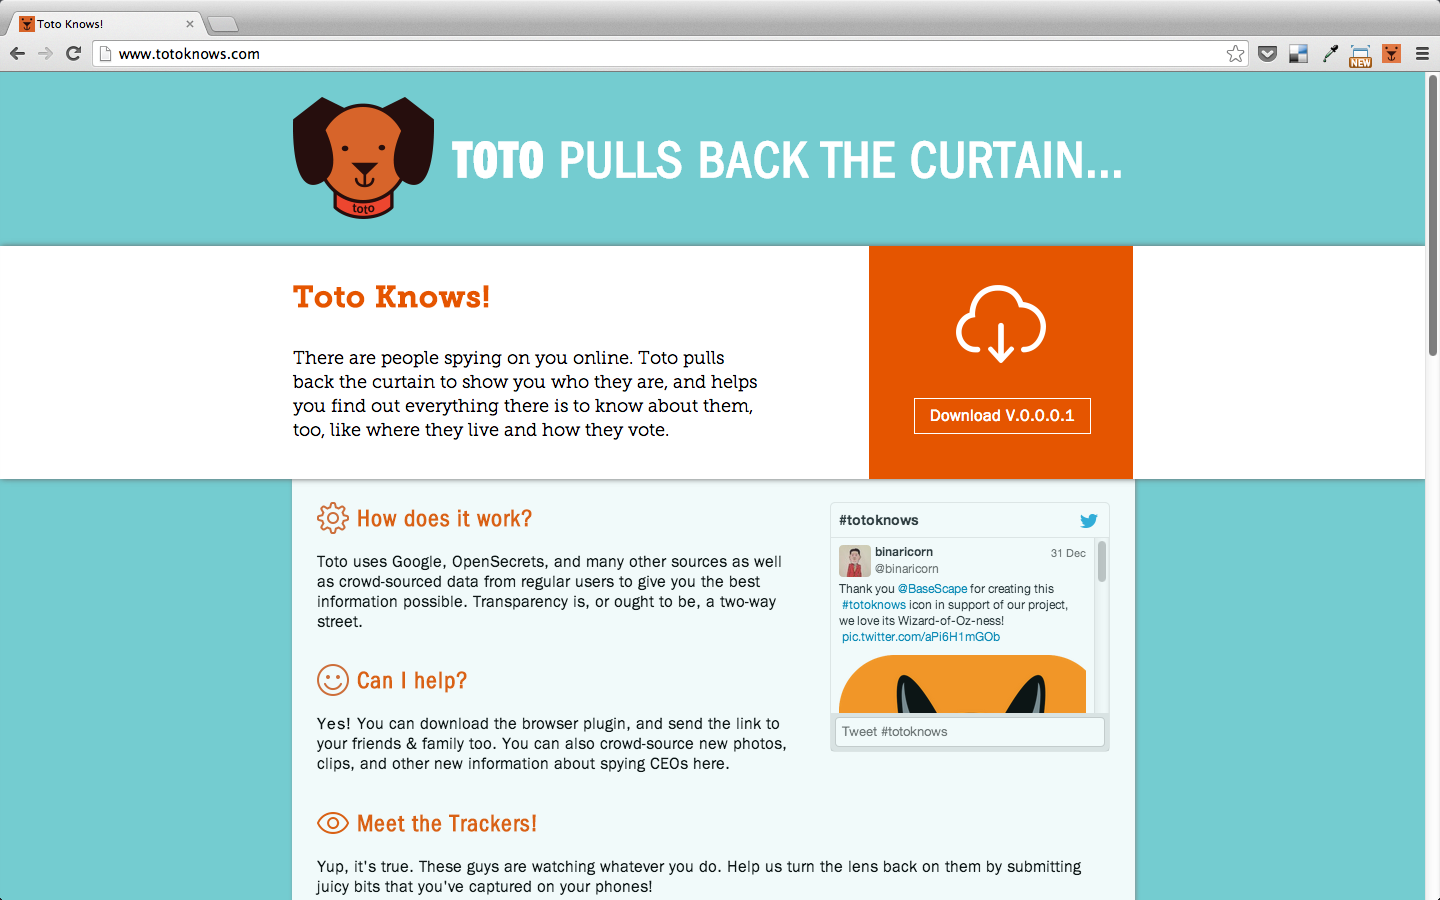 Toto Knows!
www.totoknows.com
NEW
toto
TOTO PULLS BACK THE CURTAIN...
Toto Knows!
There are people spying on you online. Toto pulls
back the curtain to show you who they are, and helps
you find out everything there is to know about them,
too, like where they live and how they vote.
Download V.0.0.0.1
How does it work?
Toto uses Google, OpenSecrets, and many other sources as well
as crowd-sourced data from regular users to give you the best
information possible. Transparency is, or ought to be, a two-way
street.
Can I help?
Yes! You can download the browser plugin, and send the link to
your friends & family too. You can also crowd-source new photos,
clips, and other new information about spying CEOs here.
#totoknows
binaricorn 31 Dec
@binaricorn
Thank you @BaseScape for creating this
#totoknows icon in support of our project,
we love its Wizard-of-Oz-ness!
pic.twitter.com/aPi6H1mGOb
Tweet #totoknows
Meet the Trackers!
Yup, it's true. These guys are watching whatever you do. Help us turn the lens back on them by submitting
juicy bits that you've captured on your phones!